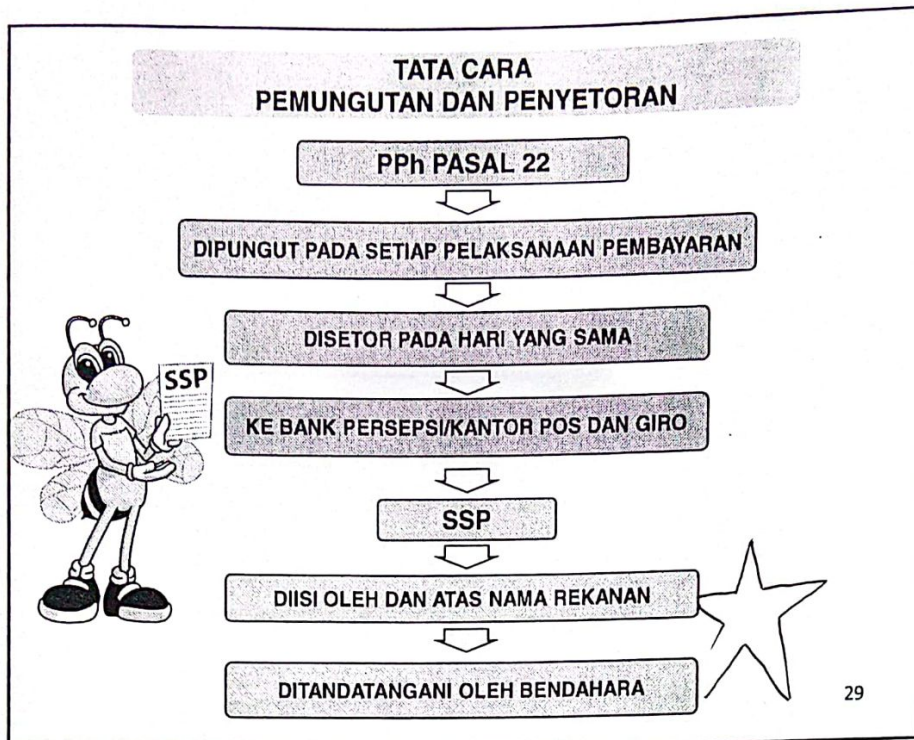 TATA CARA
PEMUNGUTAN DAN PENYETORAN
PPh PASAL 22
DIPUNGUT PADA SETIAP PELAKSANAAN PEMBAYARAN
DISETOR PADA HARI YANG SAMA
SSP
KE BANK PERSEPSI/KANTOR POS DAN GIRO
SSP
DIISI OLEH DAN ATAS NAMA REKANAN
DITANDATANGANI OLEH BENDAHARA
29